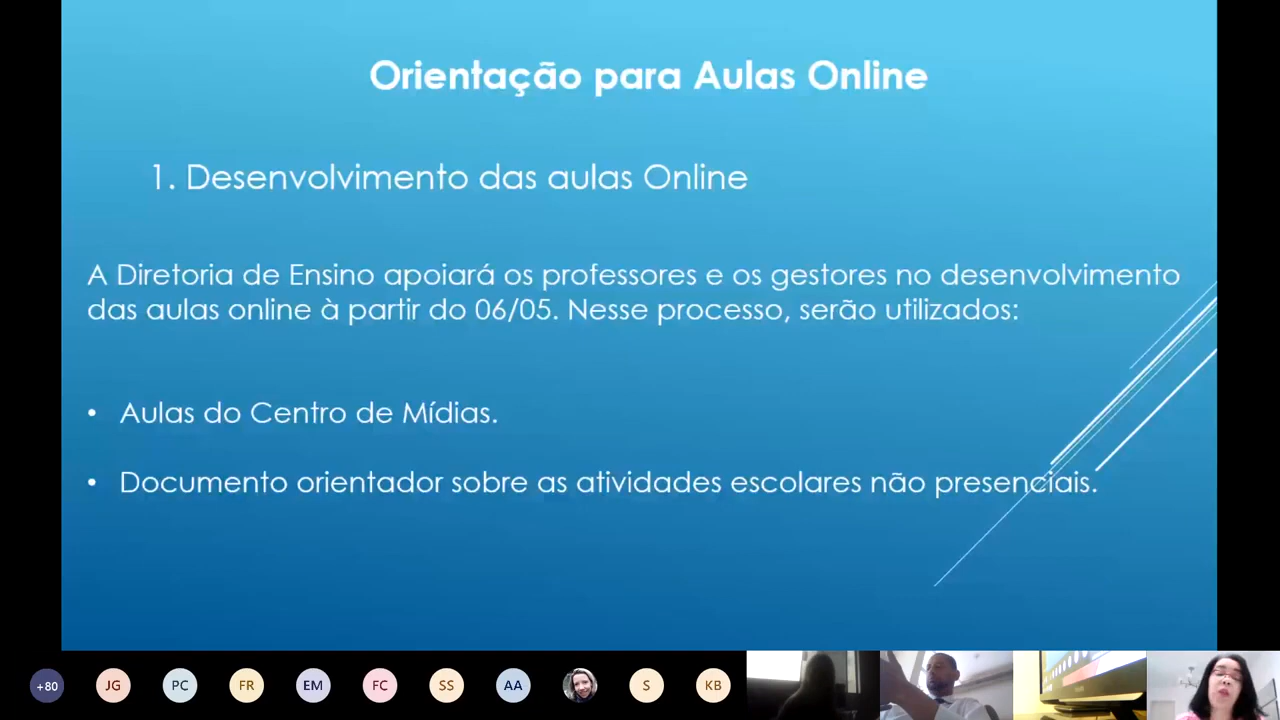 Orientação para Aulas Online
1. Desenvolvimento das aulas Online
A Diretoria de Ensino apoiará os professores e os gestores no desenvolvimento
das aulas online à partir do 06/05. Nesse processo, serão utilizados:
• Aulas do Centro de Mídias.
• Documento orientador sobre as atividades escolares não presenciais.
+80 JG PC FR EM FC SS AA S KB